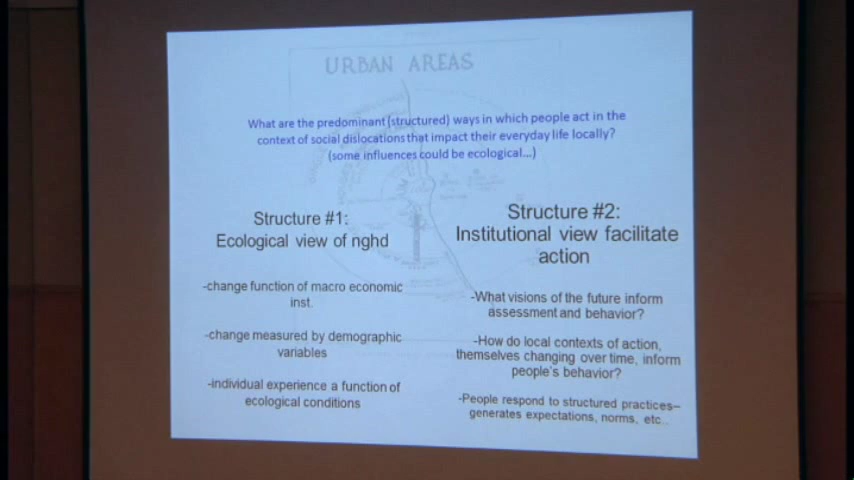 URBAN AREAS
What are the predominant (structured) ways in which people act in the
context of social dislocations that impact their everyday life locally?
(some influences could be ecological...)
Structure #1:
Ecological view of nghd
-change function of macro economic
inst.
-change measured by demographic
variables
-individual experience a function of
ecological conditions
Structure #2:
Institutional view facilitate
action
-What visions of the future inform
assessment and behavior?
-How do local contexts of action,
themselves changing over time, inform
people's behavior?
-People respond to structured practices–
generates expectations, norms, etc..